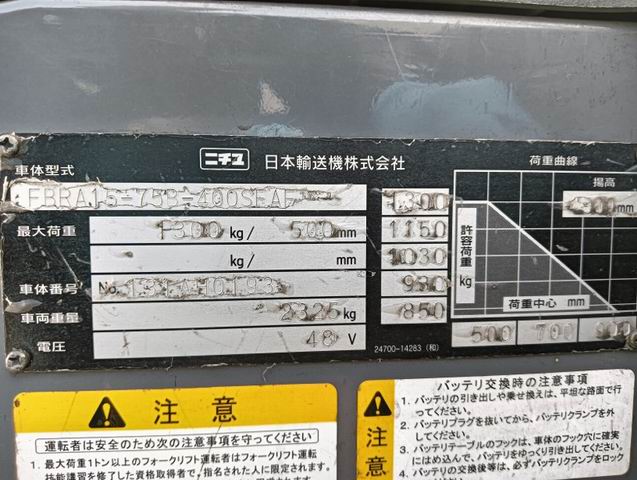 ニチユ 日本輸送機株式会社
車体型式
最大荷重 kg/ 500 mm
kg/ mm
車体番号 No.
車両重量 2325 kg
電圧 48 V
1150
1030
930
850
24700-14283 (和)
荷重曲線
揚高
mm
許容荷重
kg
荷重中心 mm
500 700 900
注意
運転者は安全のため次の注意事項を守ってください
1. 最大荷重1トン以上のフォークリフト運転者はフォークリフト運転
技能講習を修了した資格取得者で，指名された人に限定されます。
注意
バッテリ交換時の注意事項
1. バッテリの引き出しや乗せ換えは、平坦な路面で行
ってください。
2. バッテリプラグを抜いてから、バッテリクランプを外
してください。
3. バッテリテーブルのフックは、車体のフック穴に確実
にはめ込んで、バッテリをゆっくり引き出してください。
4. バッテリの交換後等は、必ずバッテリクランプをロック